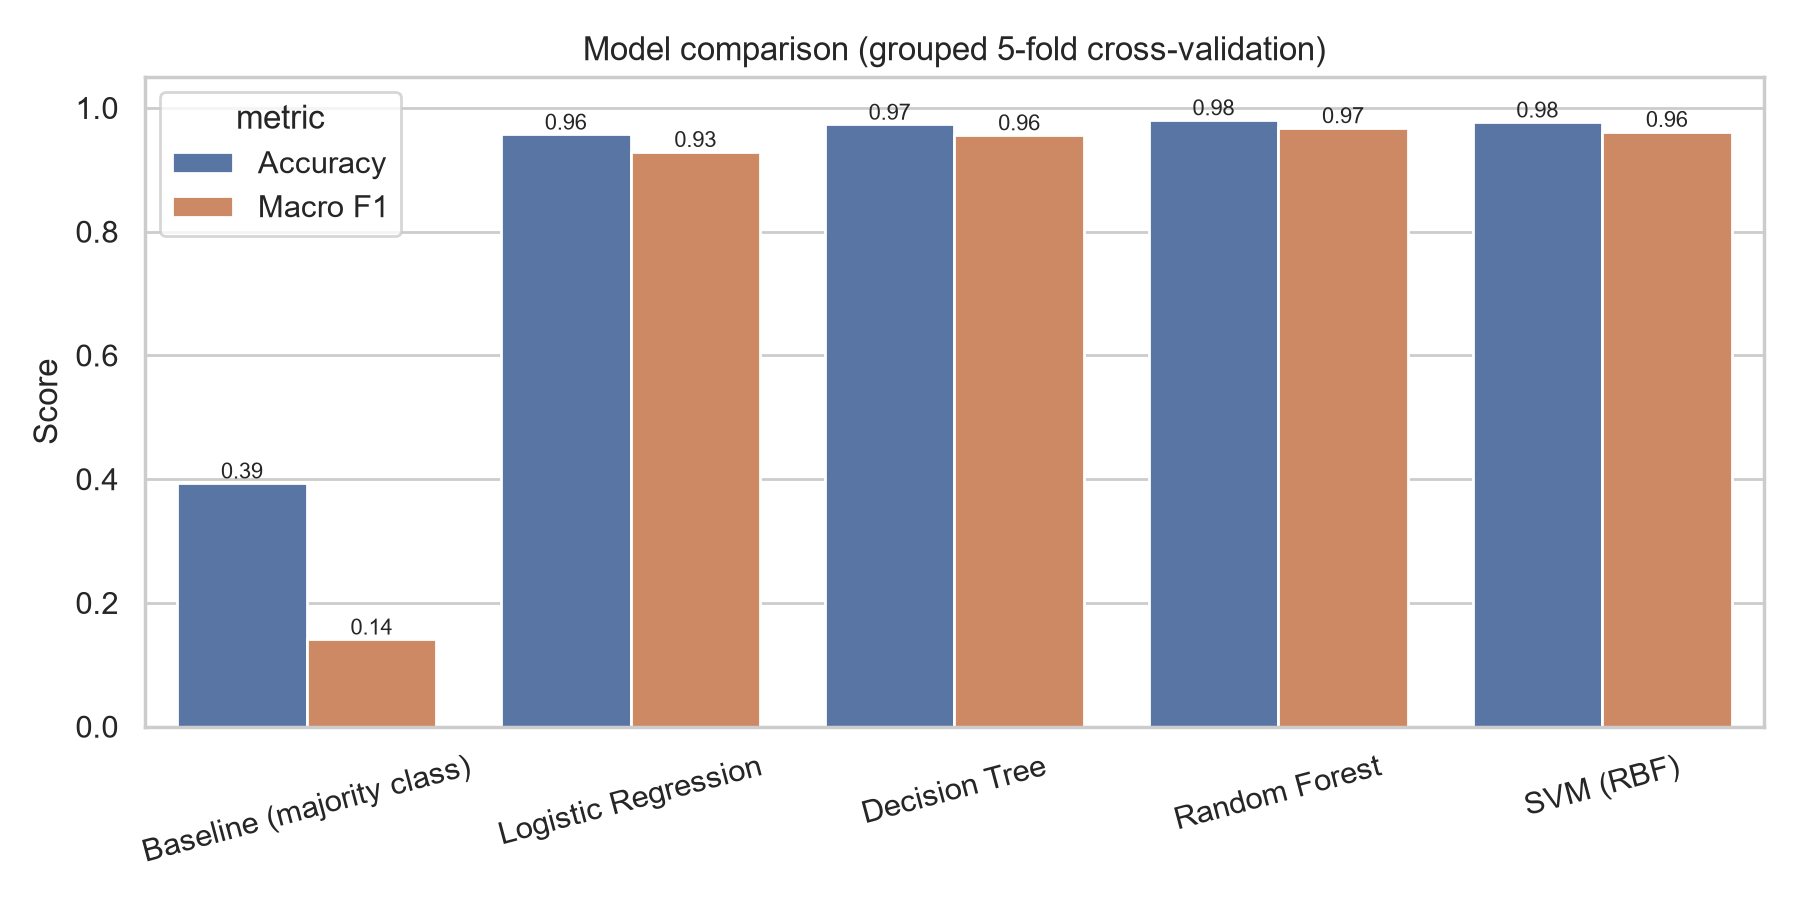 Model comparison (grouped 5-fold cross-validation)
metric
Accuracy
Macro F1
Score
1.0
0.8
0.6
0.4
0.2
0.0
0.39
0.14
0.96
0.93
0.97
0.96
0.98
0.97
0.98
0.96
Baseline (majority class)
Logistic Regression
Decision Tree
Random Forest
SVM (RBF)